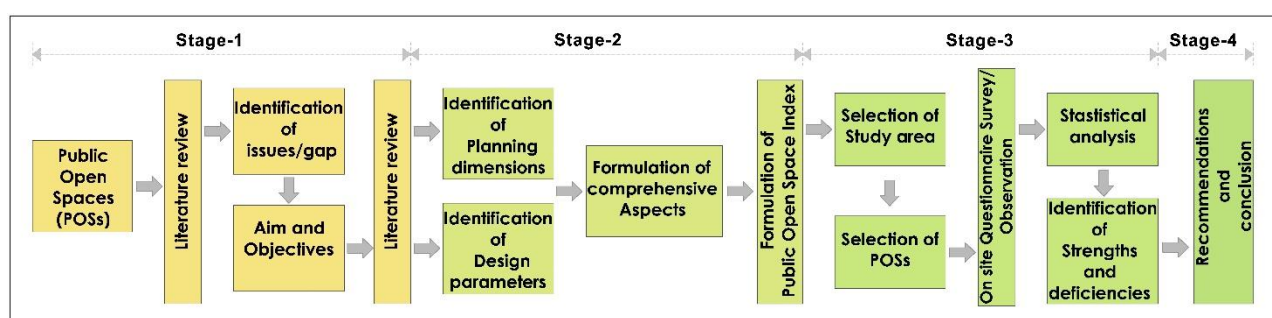 Stage-1
Stage-2
Stage-3
Stage-4
Public
Open
Spaces
(POSs)
Literature review
Identification
of
issues/gap
Aim and
Objectives
Literature review
Identification
of
Planning
dimensions
Identification
of
Design
parameters
Formulation of
comprehensive
Aspects
Formulation of
Public Open Space Index
Selection of
Study area
Selection of
POSs
On site Questionnaire Survey/
Observation
Stastistical
analysis
Identification
of
Strengths and
deficiencies
Recommendations
and
conclusion